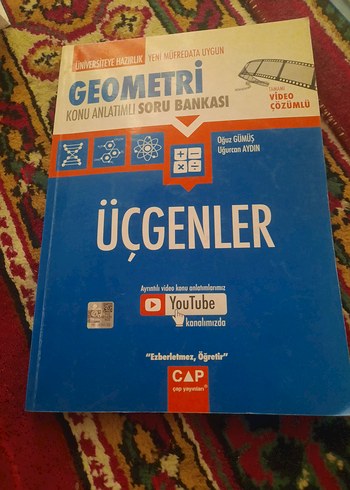 ÜNİVERSİTEYE HAZIRLIK YENİ MÜFREDATA UYGUN
GEOMETRİ
KONU ANLATIMLI SORU BANKASI
TAMAMI
VİDEO
ÇÖZÜMLÜ
Oğuz GÜMÜŞ
Uğurcan AYDIN
ÜÇGENLER
Ayrıntılı video konu anlatımlarımız
YouTube
kanalımızda
"Ezberletmez, Öğretir"
ÇAP
çap yayınları